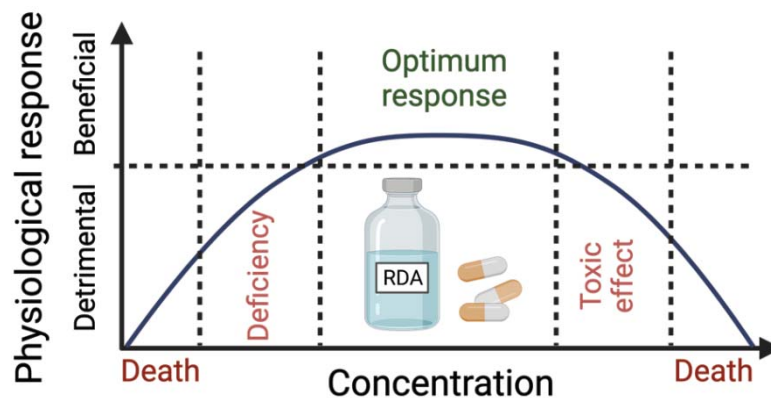 Physiological response
Beneficial
Detrimental
Optimum
response
Deficiency
RDA
Toxic
effect
Death
Concentration
Death